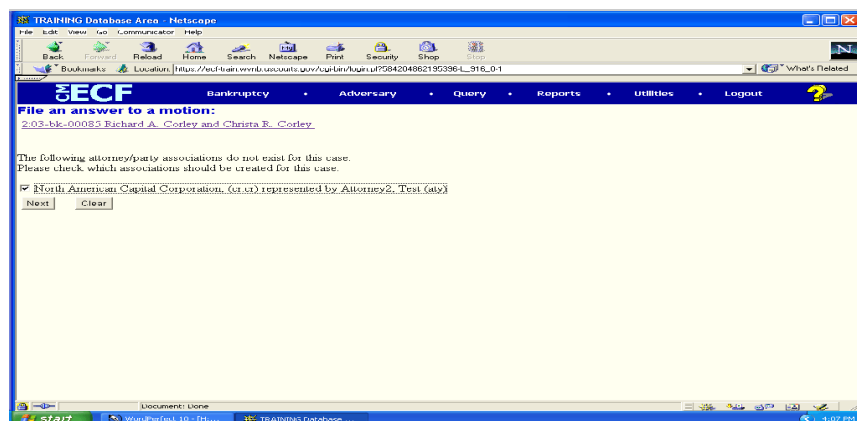 TRAINING Database Area - Netscape
File Edit View Go Communicator Help
Back Forward Reload Home Search Netscape Print Security Shop Stop
Bookmarks Location: https://ecf-train.wvnb.uscourts.gov/cgi-bin/login.pl?584204862195396-L_916_0-1 What's Related
CM ECF Bankruptcy • Adversary • Query • Reports • Utilities • Logout ?
File an answer to a motion:
2:03-bk-00085 Richard A. Corley and Christa R. Corley
The following attorney/party associations do not exist for this case.
Please check which associations should be created for this case.
North American Capital Corporation, (cr:cr) represented by Attorney2, Test (aty)
Next Clear
Document: Done
start WordPerfect 10 - [H:... TRAINING Database ... 4:07 PM